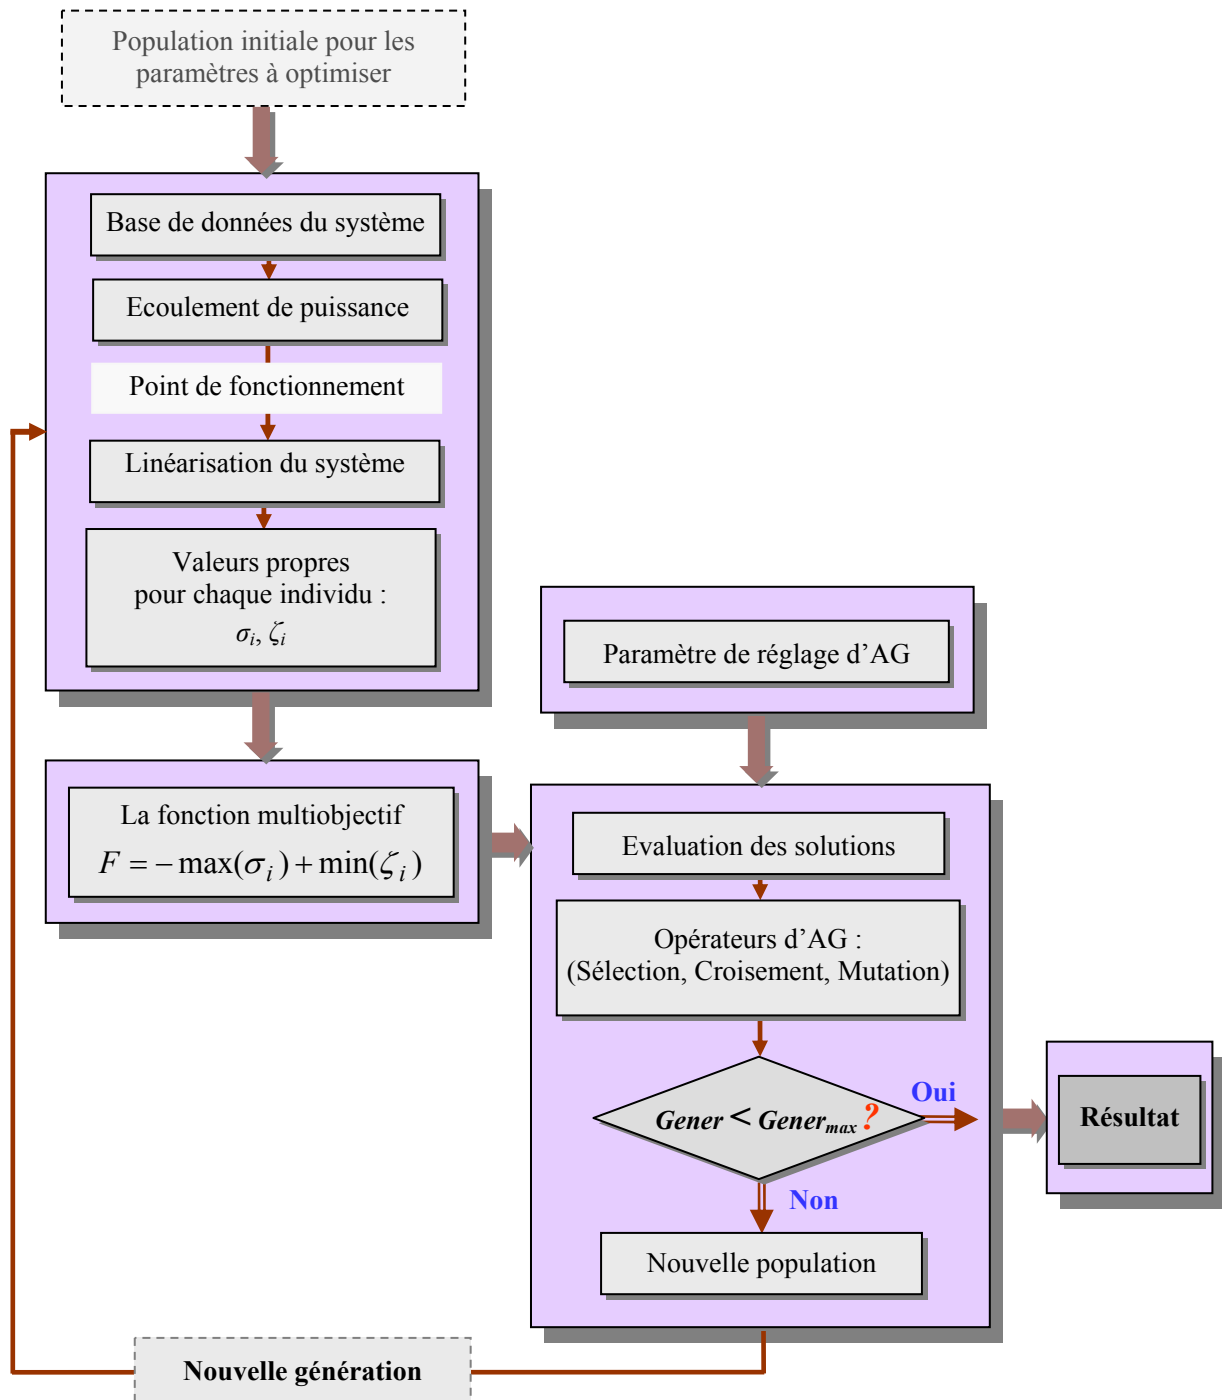 Population initiale pour les
paramètres à optimiser
Base de données du système
Ecoulement de puissance
Point de fonctionnement
Linéarisation du système
Valeurs propres
pour chaque individu :
σi, ζi
La fonction multiobjectif
F = − max(σi) + min(ζi)
Paramètre de réglage d’AG
Evaluation des solutions
Opérateurs d’AG :
(Sélection, Croisement, Mutation)
Gener < Genermax ?
Oui
Non
Nouvelle population
Résultat
Nouvelle génération